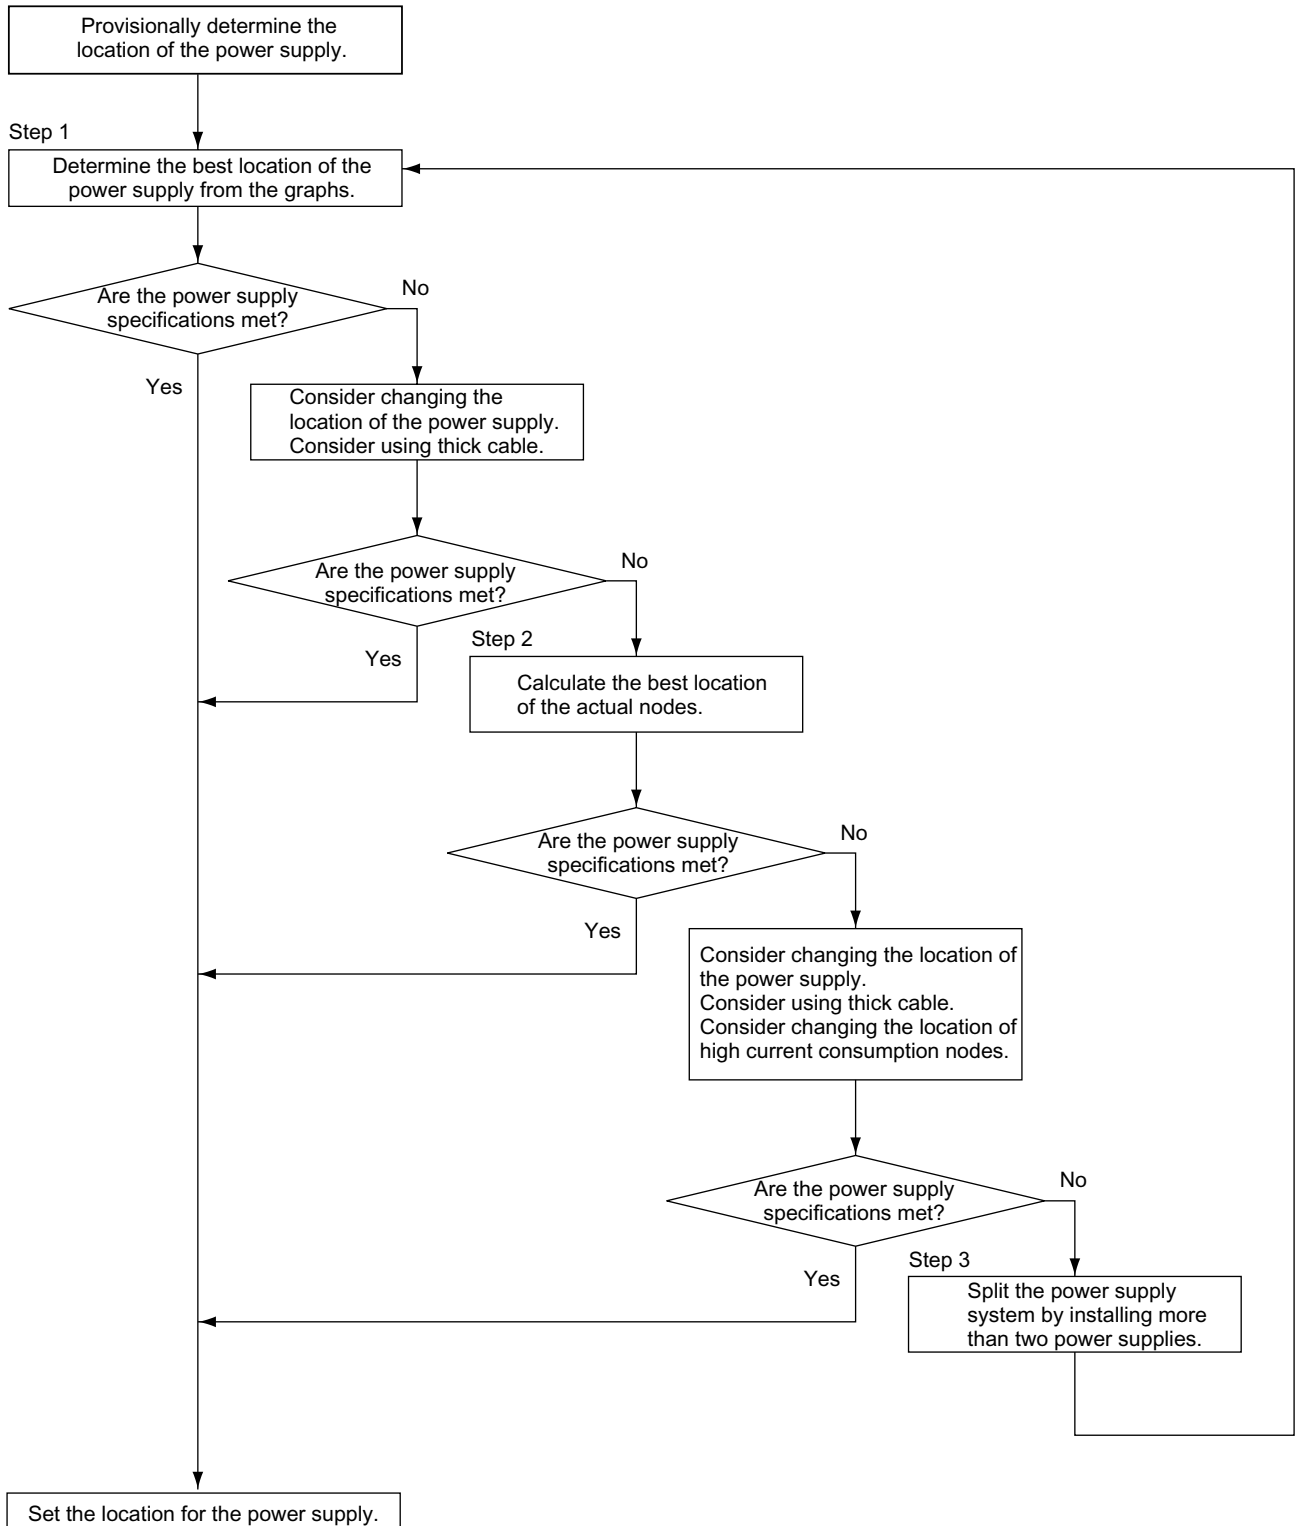 Provisionally determine the
location of the power supply.
Step 1
Determine the best location of the
power supply from the graphs.
Are the power supply
specifications met?
No
Yes
Consider changing the
location of the power supply.
Consider using thick cable.
Are the power supply
specifications met?
No
Yes
Step 2
Calculate the best location
of the actual nodes.
Are the power supply
specifications met?
No
Yes
Consider changing the location of
the power supply.
Consider using thick cable.
Consider changing the location of
high current consumption nodes.
Are the power supply
specifications met?
No
Yes
Step 3
Split the power supply
system by installing more
than two power supplies.
Set the location for the power supply.